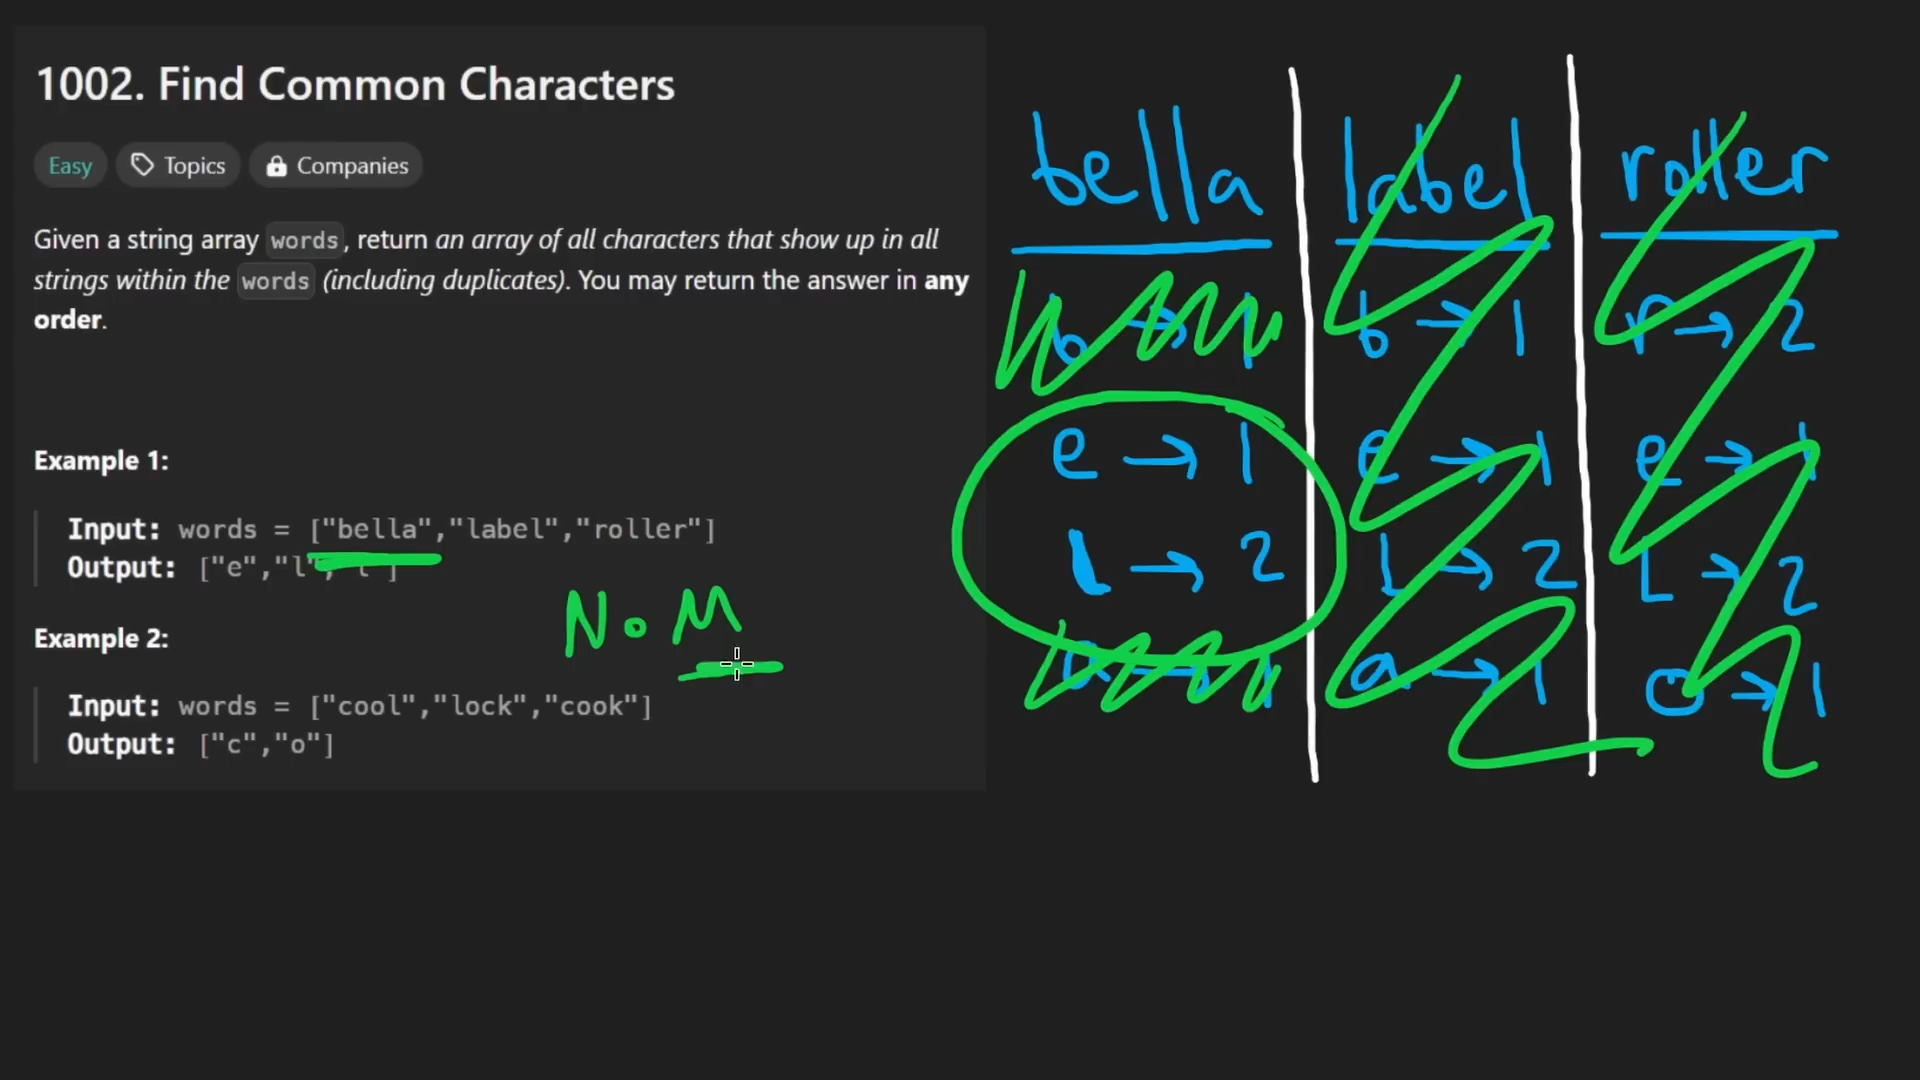 1002. Find Common Characters
Easy Topics Companies
Given a string array words, return an array of all characters that show up in all
strings within the words (including duplicates). You may return the answer in any
order.
Example 1:
Input: words = ["bella","label","roller"]
Output: ["e","l","l"]
N · M
Example 2:
Input: words = ["cool","lock","cook"]
Output: ["c","o"]
bella
b → 1
e → 1
l → 2
a → 1
label
b → 1
e → 1
l → 2
a → 1
roller
r → 2
e → 1
L → 2
o → 1